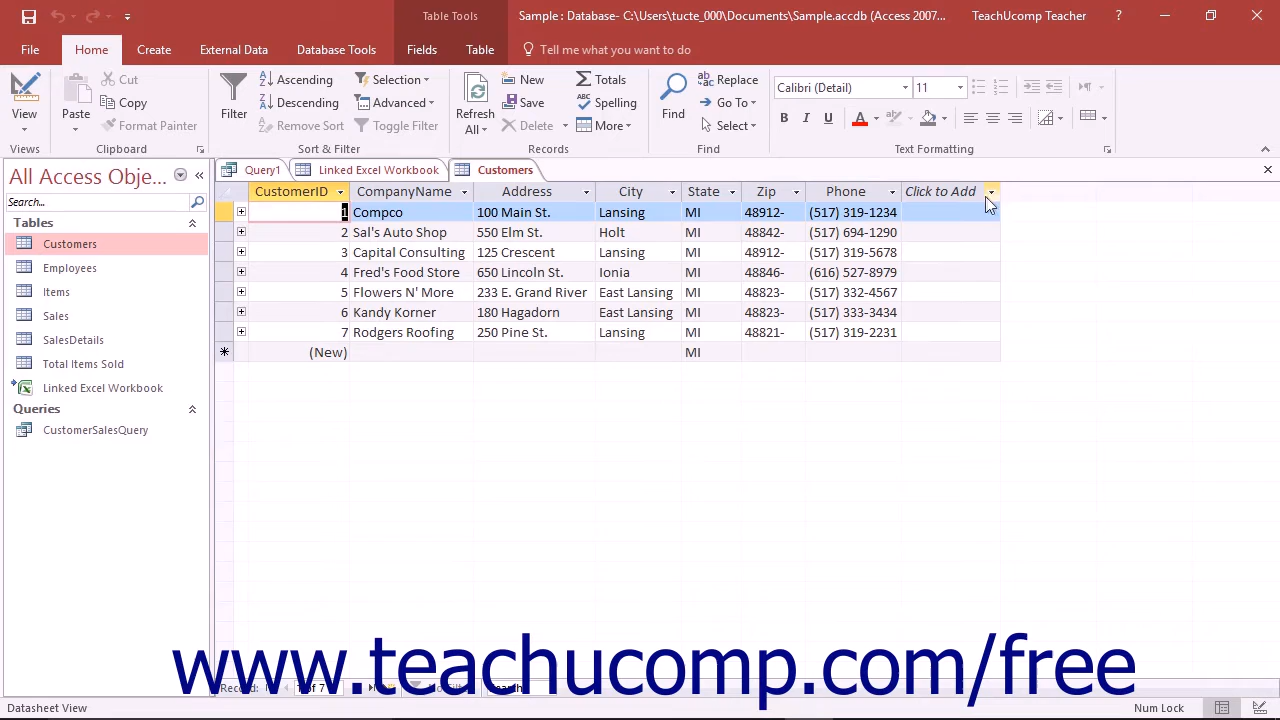 Table Tools
Sample : Database- C:\Users\tucte_000\Documents\Sample.accdb (Access 2007...
TeachUcomp Teacher
?
File Home Create External Data Database Tools Fields Table Tell me what you want to do
View
Views
Paste
Cut
Copy
Format Painter
Clipboard
Filter
Ascending
Descending
Remove Sort
Selection
Advanced
Toggle Filter
Sort & Filter
Refresh
All
New
Save
Delete
Totals
Spelling
More
Records
Find
Replace
Go To
Select
Find
Calibri (Detail) 11
B I U A
Text Formatting
All Access Obje...
Search...
Tables
Customers
Employees
Items
Sales
SalesDetails
Total Items Sold
Linked Excel Workbook
Queries
CustomerSalesQuery
Query1 Linked Excel Workbook Customers
CustomerID CompanyName Address City State Zip Phone Click to Add
1 Compco 100 Main St. Lansing MI 48912- (517) 319-1234
2 Sal's Auto Shop 550 Elm St. Holt MI 48842- (517) 694-1290
3 Capital Consulting 125 Crescent Lansing MI 48912- (517) 319-5678
4 Fred's Food Store 650 Lincoln St. Ionia MI 48846- (616) 527-8979
5 Flowers N' More 233 E. Grand River East Lansing MI 48823- (517) 332-4567
6 Kandy Korner 180 Hagadorn East Lansing MI 48823- (517) 333-3434
7 Rodgers Roofing 250 Pine St. Lansing MI 48821- (517) 319-2231
(New) MI
www.teachucomp.com/free
Record:
Datasheet View
Num Lock